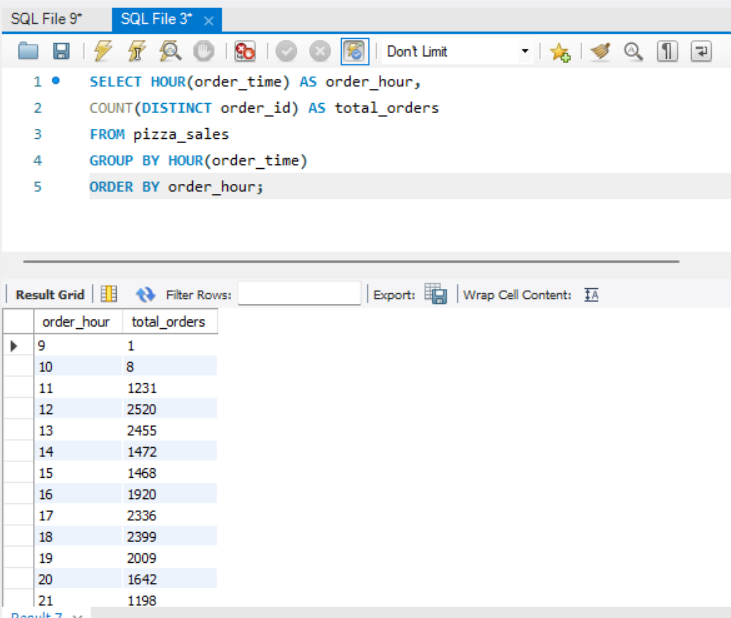 SQL File 9* SQL File 3*
Don't Limit
1 SELECT HOUR(order_time) AS order_hour,
2 COUNT(DISTINCT order_id) AS total_orders
3 FROM pizza_sales
4 GROUP BY HOUR(order_time)
5 ORDER BY order_hour;
Result Grid Filter Rows: Export: Wrap Cell Content:
order_hour total_orders
9 1
10 8
11 1231
12 2520
13 2455
14 1472
15 1468
16 1920
17 2336
18 2399
19 2009
20 1642
21 1198
Result 7